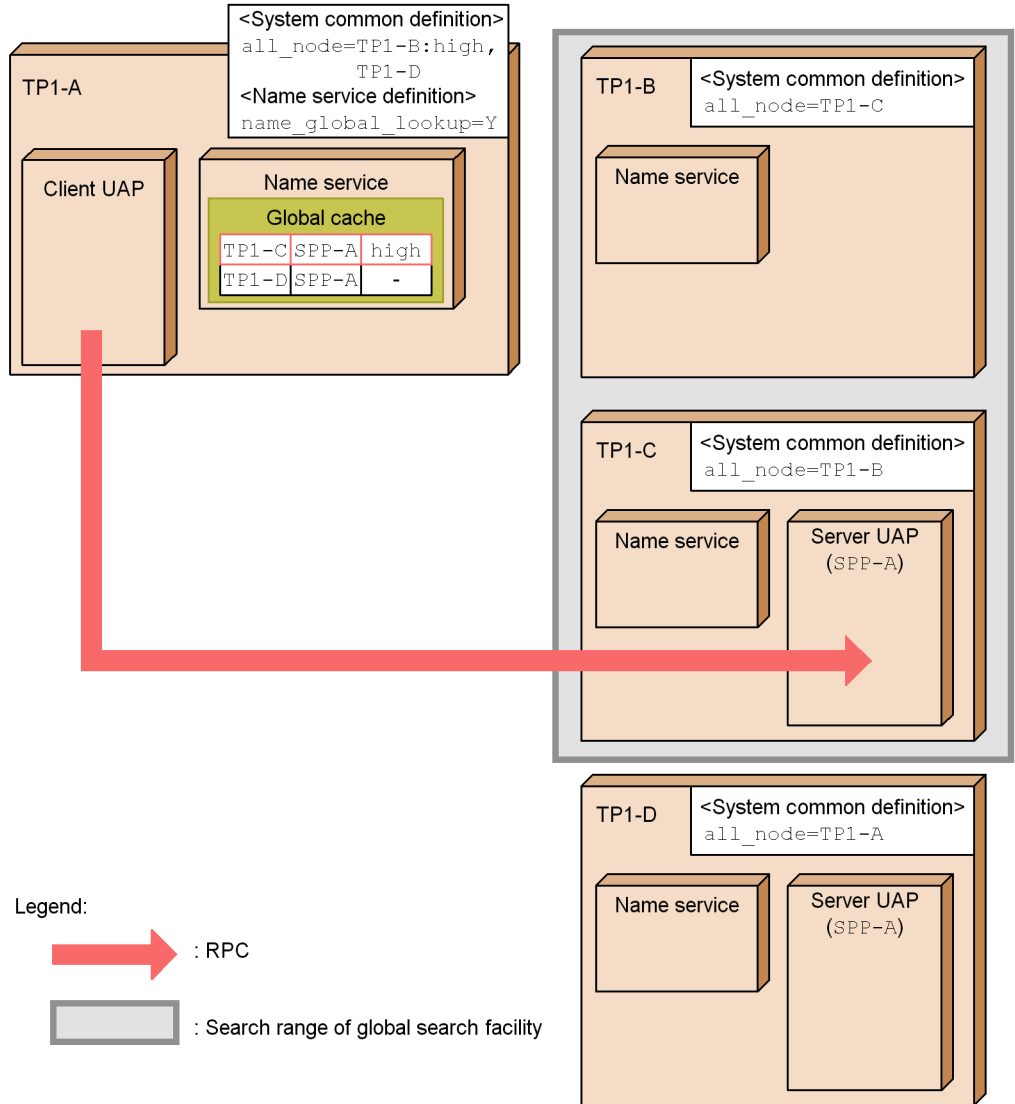 <System common definition>
all_node=TP1-B:high,
TP1-D
<Name service definition>
name_global_lookup=Y
TP1-A
Client UAP
Name service
Global cache
TP1-C SPP-A high
TP1-D SPP-A -
TP1-B
<System common definition>
all_node=TP1-C
Name service
TP1-C
<System common definition>
all_node=TP1-B
Name service
Server UAP
(SPP-A)
TP1-D
<System common definition>
all_node=TP1-A
Name service
Server UAP
(SPP-A)
Legend:
: RPC
: Search range of global search facility